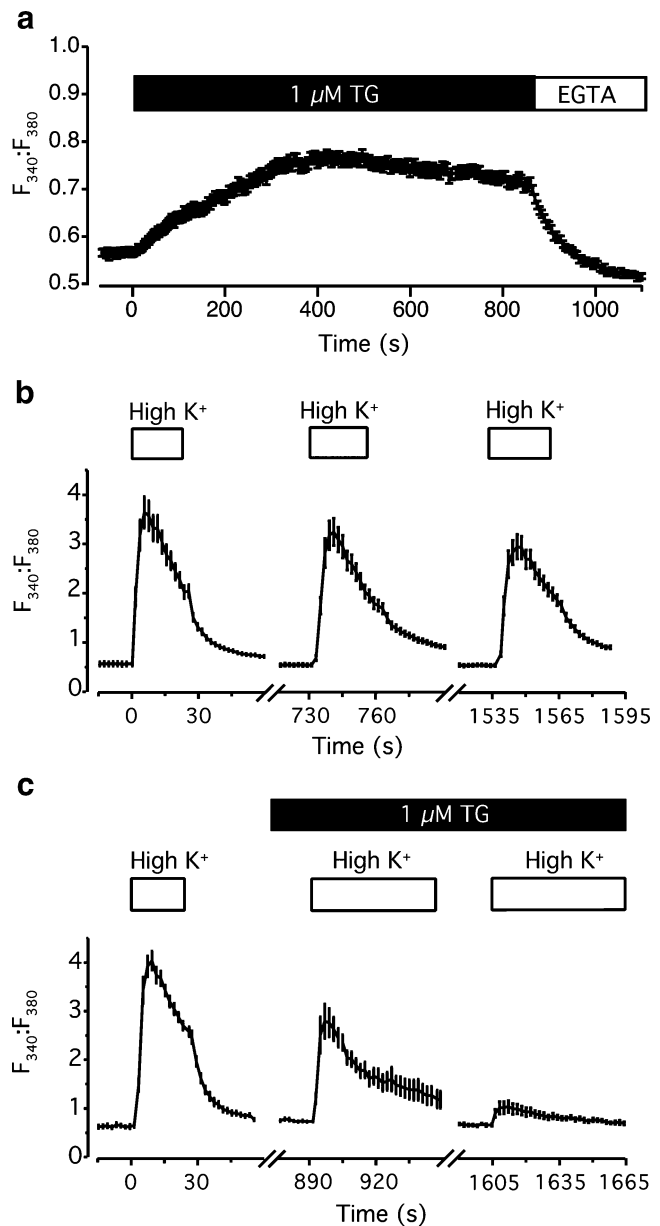 a
1.0
0.9
0.8
0.7
0.6
0.5
F340:F380
1 µM TG
EGTA
0 200 400 600 800 1000
Time (s)
b
High K+ High K+ High K+
4
3
2
1
0
F340:F380
0 30 730 760 1535 1565 1595
Time (s)
c
1 µM TG
High K+ High K+ High K+
4
3
2
1
0
F340:F380
0 30 890 920 1605 1635 1665
Time (s)